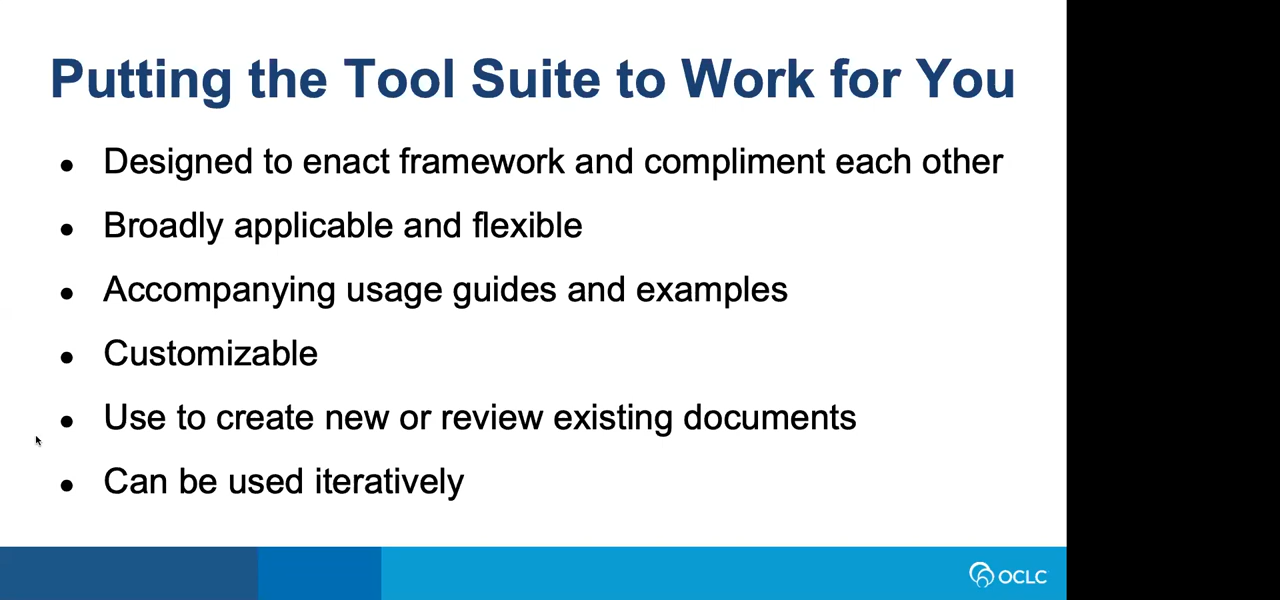 Putting the Tool Suite to Work for You
• Designed to enact framework and compliment each other
• Broadly applicable and flexible
• Accompanying usage guides and examples
• Customizable
• Use to create new or review existing documents
• Can be used iteratively
OCLC